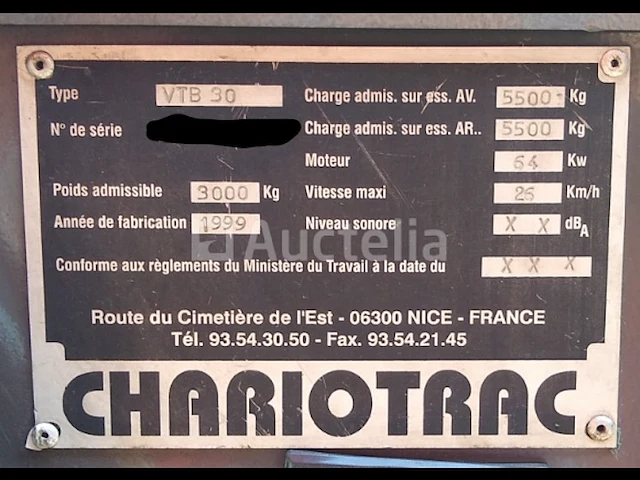 Type VTB 30 Charge admis. sur ess. AV. 5500 Kg
N° de série Charge admis. sur ess. AR.. 5500 Kg
Moteur 64 Kw
Poids admissible 3000 Kg Vitesse maxi 26 Km/h
Année de fabrication 1999 Niveau sonore X X dBA
Auctelia
Conforme aux règlements du Ministère du Travail à la date du X X X
Route du Cimetière de l'Est - 06300 NICE - FRANCE
Tél. 93.54.30.50 - Fax. 93.54.21.45
CHARIOTRAC